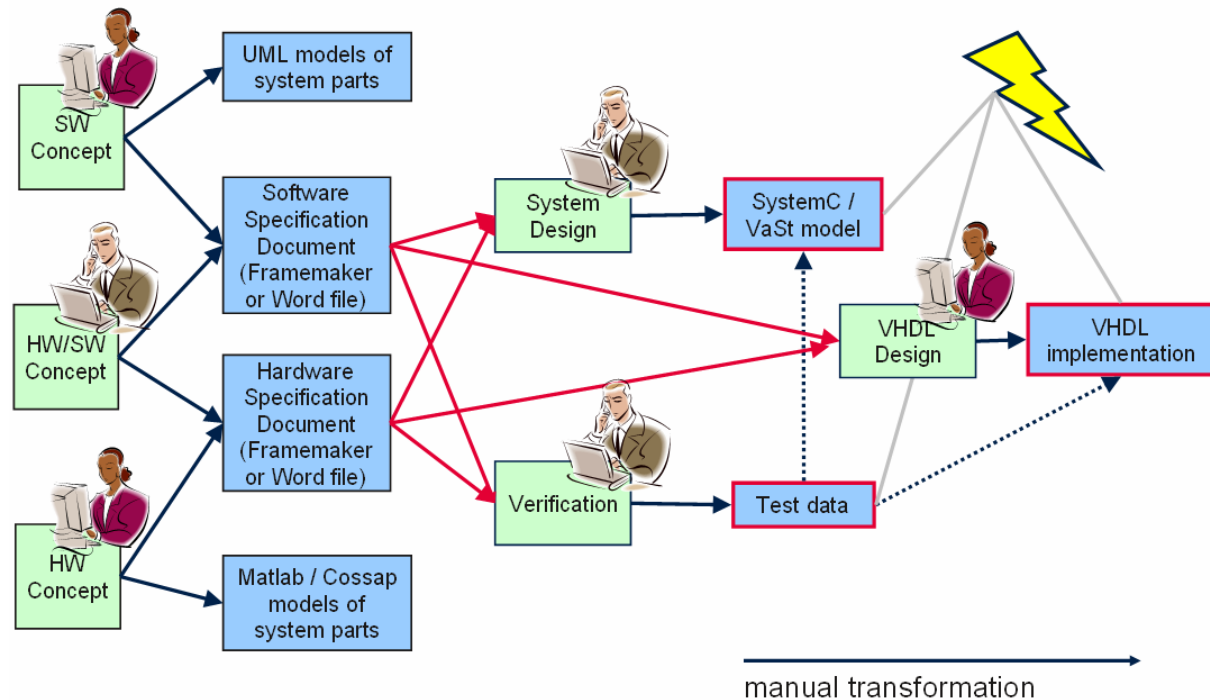 SW
Concept
UML models of
system parts
Software
Specification
Document
(Framemaker
or Word file)
HW/SW
Concept
Hardware
Specification
Document
(Framemaker
or Word file)
HW
Concept
Matlab / Cossap
models of
system parts
System
Design
SystemC /
VaSt model
VHDL
Design
VHDL
implementation
Verification
Test data
manual transformation